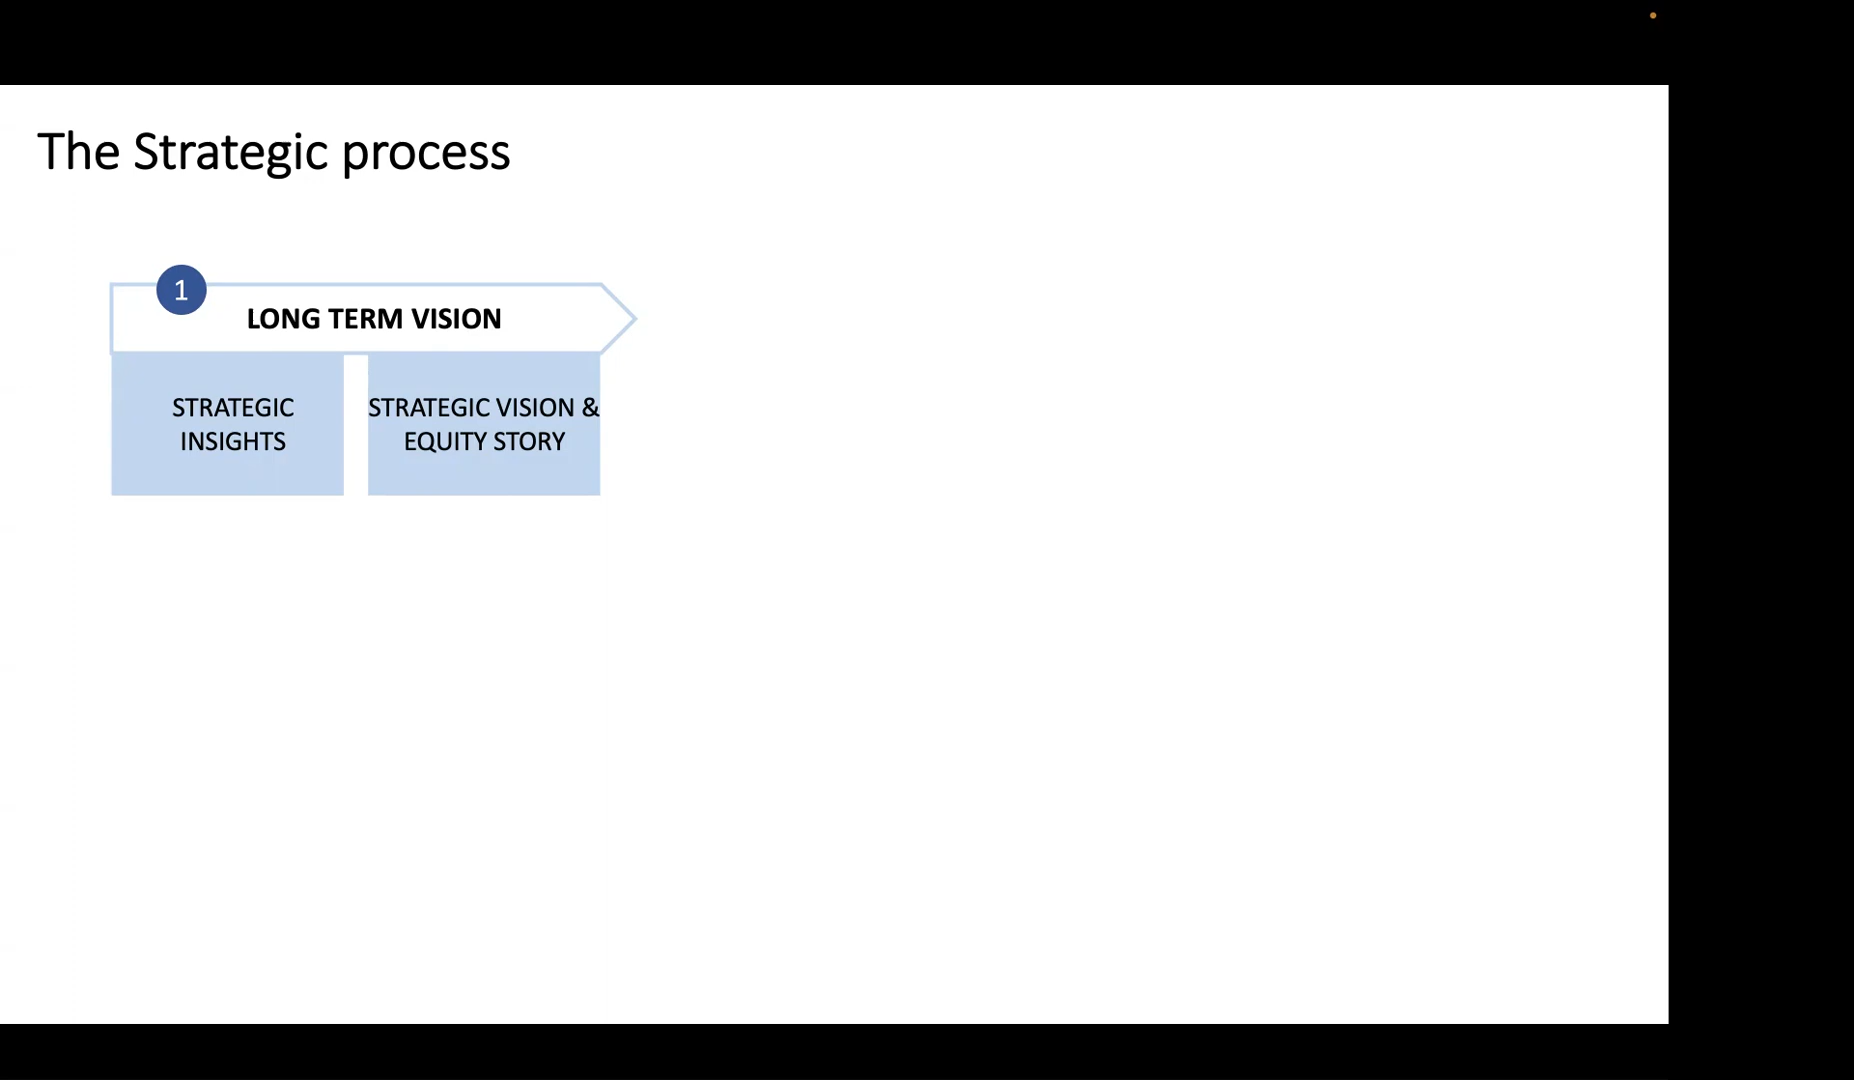 The Strategic process
1
LONG TERM VISION
STRATEGIC
INSIGHTS
STRATEGIC VISION &
EQUITY STORY